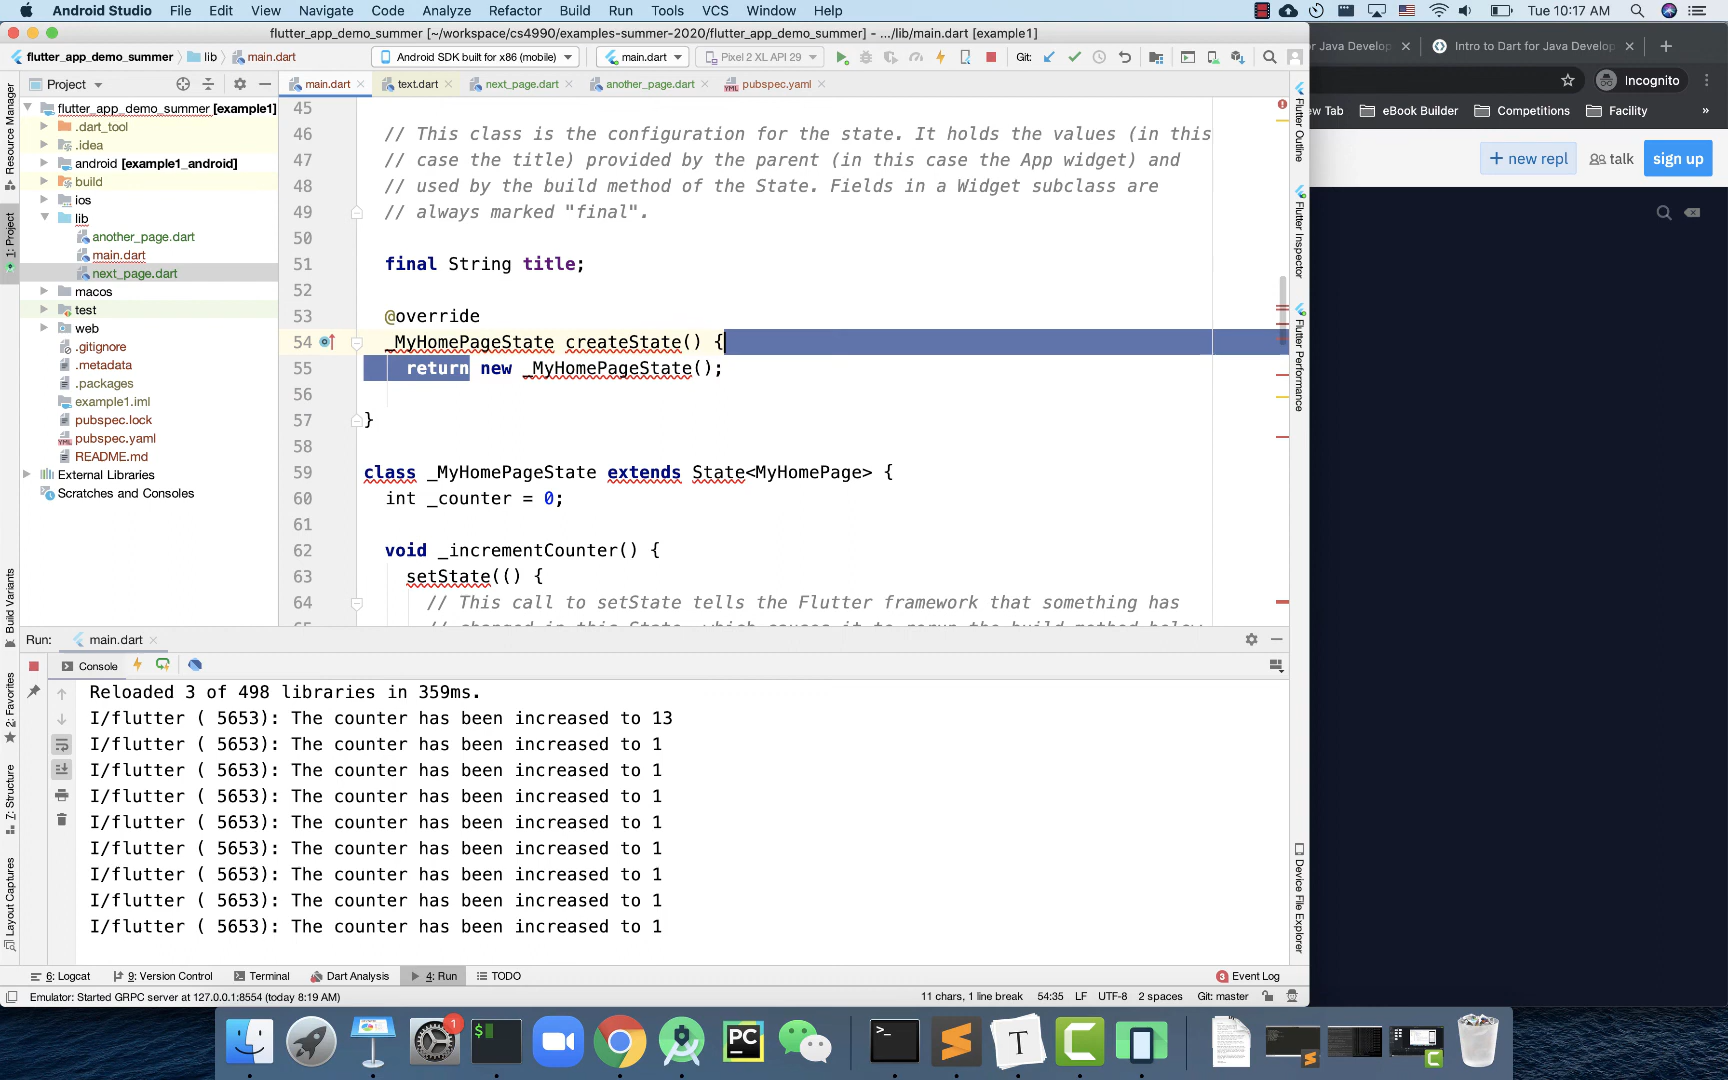 Android Studio File Edit View Navigate Code Analyze Refactor Build Run Tools VCS Window Help
Tue 10:17 AM
flutter_app_demo_summer [~/workspace/cs4990/examples-summer-2020/flutter_app_demo_summer] - .../lib/main.dart [example1]
flutter_app_demo_summer lib main.dart
Android SDK built for x86 (mobile) main.dart Pixel 2 XL API 29 Git:
or Java Develop Intro to Dart for Java Develop
Incognito
ew Tab eBook Builder Competitions Facility »
+ new repl talk sign up
Project
main.dart text.dart next_page.dart another_page.dart pubspec.yaml
flutter_app_demo_summer [example1]
.dart_tool
.idea
android [example1_android]
build
ios
lib
another_page.dart
main.dart
next_page.dart
macos
test
web
.gitignore
.metadata
.packages
example1.iml
pubspec.lock
pubspec.yaml
README.md
External Libraries
Scratches and Consoles
Resource Manager
1: Project
Build Variants
2: Favorites
7: Structure
Layout Captures
45
46 // This class is the configuration for the state. It holds the values (in this
47 // case the title) provided by the parent (in this case the App widget) and
48 // used by the build method of the State. Fields in a Widget subclass are
49 // always marked "final".
50
51 final String title;
52
53 @override
54 _MyHomePageState createState() {
55 return new _MyHomePageState();
56
57 }
58
59 class _MyHomePageState extends State<MyHomePage> {
60 int _counter = 0;
61
62 void _incrementCounter() {
63 setState(() {
64 // This call to setState tells the Flutter framework that something has
Flutter Outline
Flutter Inspector
Flutter Performance
Device File Explorer
Run: main.dart
Console
Reloaded 3 of 498 libraries in 359ms.
I/flutter ( 5653): The counter has been increased to 13
I/flutter ( 5653): The counter has been increased to 1
I/flutter ( 5653): The counter has been increased to 1
I/flutter ( 5653): The counter has been increased to 1
I/flutter ( 5653): The counter has been increased to 1
I/flutter ( 5653): The counter has been increased to 1
I/flutter ( 5653): The counter has been increased to 1
I/flutter ( 5653): The counter has been increased to 1
I/flutter ( 5653): The counter has been increased to 1
6: Logcat 9: Version Control Terminal Dart Analysis 4: Run TODO 3 Event Log
Emulator: Started GRPC server at 127.0.0.1:8554 (today 8:19 AM) 11 chars, 1 line break 54:35 LF UTF-8 2 spaces Git: master
1
$
PC
>_
T